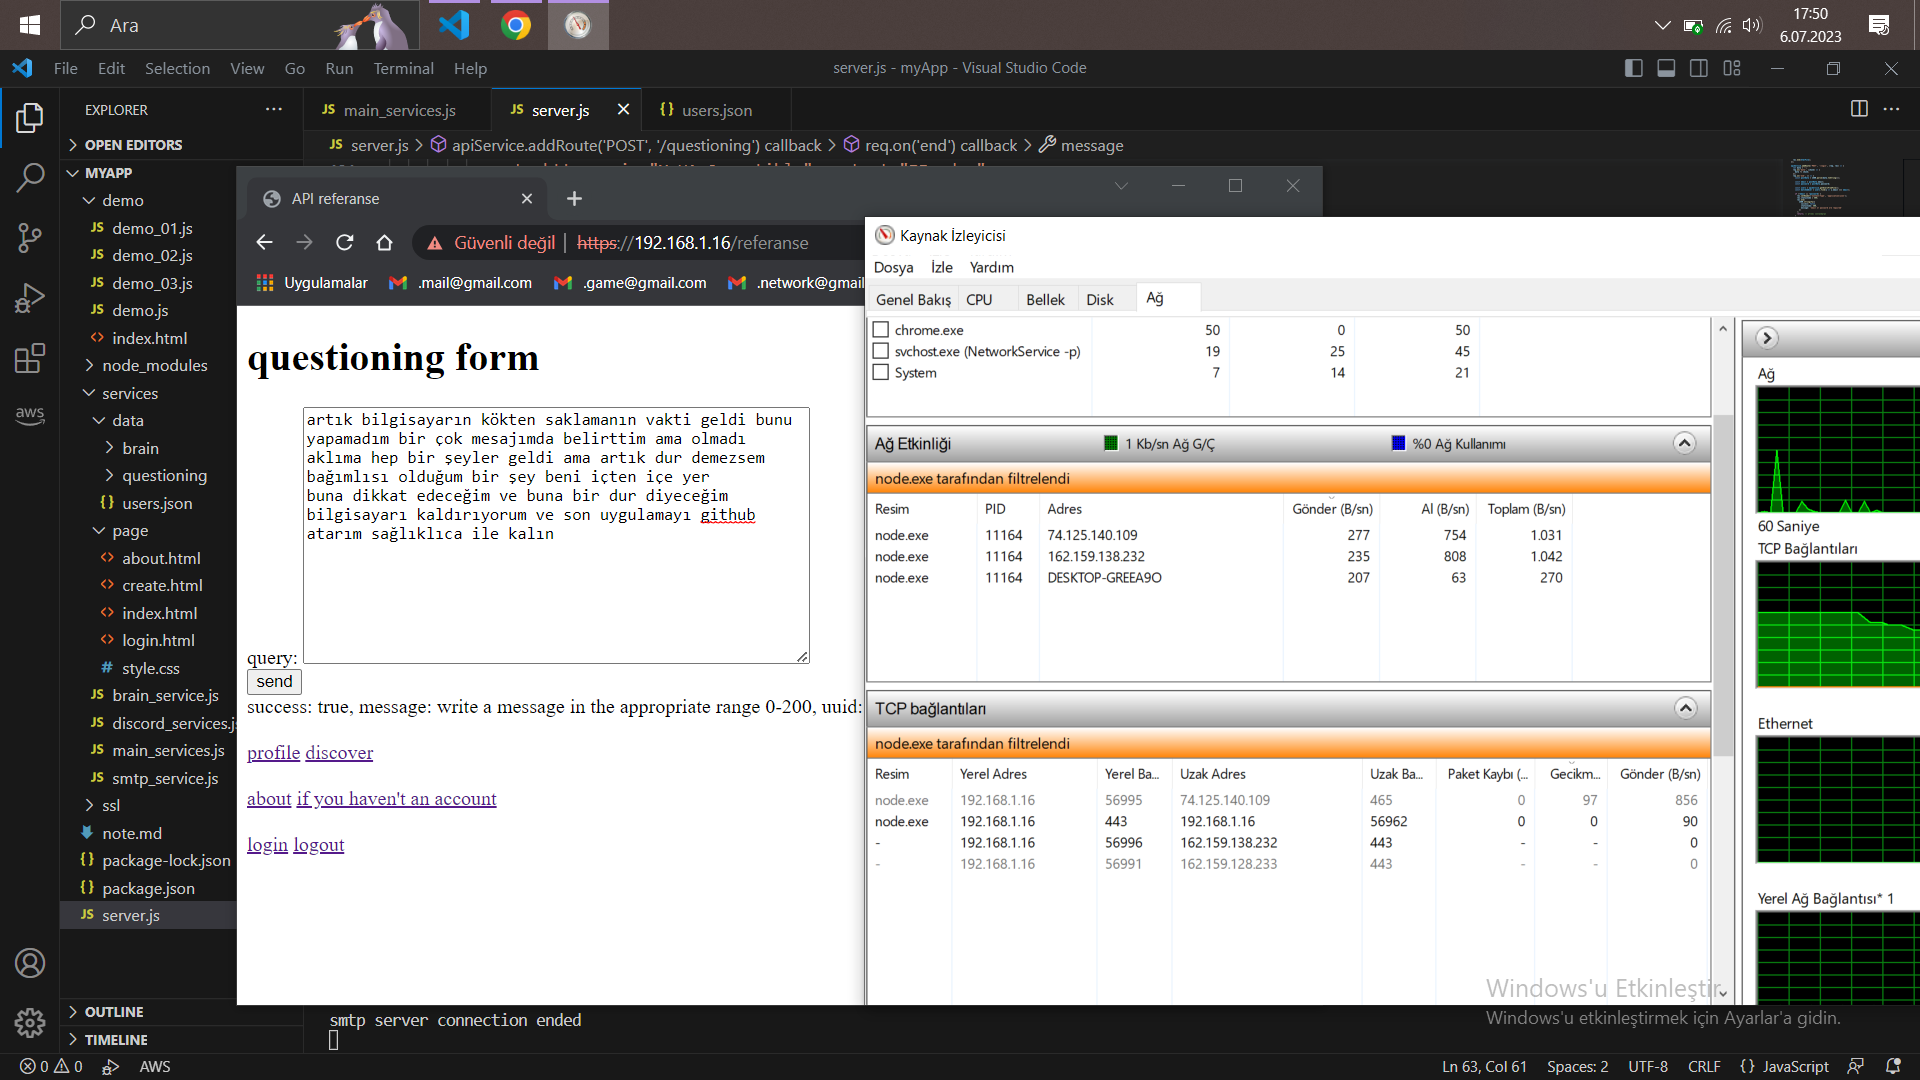 Ara
17:50
6.07.2023
File Edit Selection View Go Run Terminal Help
server.js - myApp - Visual Studio Code
EXPLORER
JS main_services.js
JS server.js
{} users.json
OPEN EDITORS
JS server.js > apiService.addRoute('POST', '/questioning') callback > req.on('end') callback > message
MYAPP
demo
JS demo_01.js
JS demo_02.js
JS demo_03.js
JS demo.js
<> index.html
node_modules
services
data
brain
questioning
{} users.json
page
<> about.html
<> create.html
<> index.html
<> login.html
# style.css
JS brain_service.js
JS discord_services.js
JS main_services.js
JS smtp_service.js
ssl
note.md
{} package-lock.json
{} package.json
JS server.js
OUTLINE
TIMELINE
aws
API referanse
Güvenli değil | https://192.168.1.16/referanse
Uygulamalar .mail@gmail.com .game@gmail.com .network@gmail
questioning form
artık bilgisayarın kökten saklamanın vakti geldi bunu
yapamadım bir çok mesajımda belirttim ama olmadı
aklıma hep bir şeyler geldi ama artık dur demezsem
bağımlısı olduğum bir şey beni içten içe yer
buna dikkat edeceğim ve buna bir dur diyeceğim
bilgisayarı kaldırıyorum ve son uygulamayı github
atarım sağlıklıca ile kalın
query:
send
success: true, message: write a message in the appropriate range 0-200, uuid:
profile discover
about if you haven't an account
login logout
Kaynak İzleyicisi
Dosya İzle Yardım
Genel Bakış CPU Bellek Disk Ağ
chrome.exe 50 0 50
svchost.exe (NetworkService -p) 19 25 45
System 7 14 21
Ağ Etkinliği 1 Kb/sn Ağ G/Ç %0 Ağ Kullanımı
node.exe tarafından filtrelendi
Resim PID Adres Gönder (B/sn) Al (B/sn) Toplam (B/sn)
node.exe 11164 74.125.140.109 277 754 1.031
node.exe 11164 162.159.138.232 235 808 1.042
node.exe 11164 DESKTOP-GREEA9O 207 63 270
TCP bağlantıları
node.exe tarafından filtrelendi
Resim Yerel Adres Yerel Ba... Uzak Adres Uzak Ba... Paket Kaybı (... Gecikm... Gönder (B/sn)
node.exe 192.168.1.16 56995 74.125.140.109 465 0 97 856
node.exe 192.168.1.16 443 192.168.1.16 56962 0 0 90
- 192.168.1.16 56996 162.159.138.232 443 - - 0
- 192.168.1.16 56991 162.159.128.233 443 - - 0
Ağ
60 Saniye
TCP Bağlantıları
Ethernet
Yerel Ağ Bağlantısı* 1
Windows'u Etkinleştir
Windows'u etkinleştirmek için Ayarlar'a gidin.
smtp server connection ended
0 0 AWS
Ln 63, Col 61 Spaces: 2 UTF-8 CRLF {} JavaScript